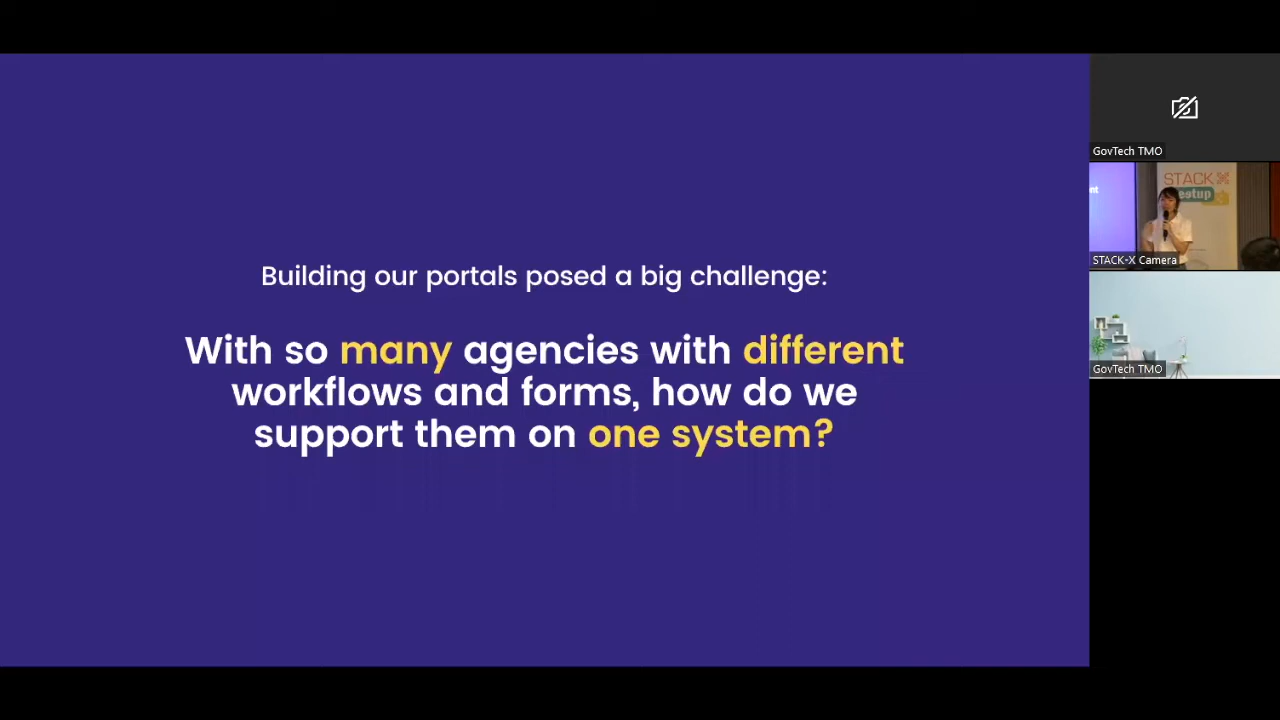 Building our portals posed a big challenge:
With so many agencies with different
workflows and forms, how do we
support them on one system?
GovTech TMO
STACK
STACK-X Camera
GovTech TMO